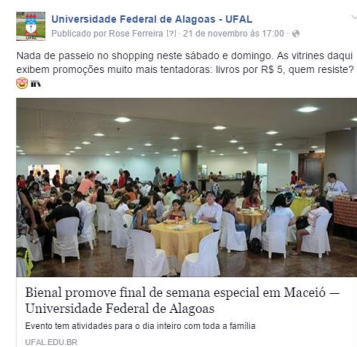 Universidade Federal de Alagoas - UFAL
Publicado por Rose Ferreira [?] · 21 de novembro às 17:00 ·
Nada de passeio no shopping neste sábado e domingo. As vitrines daqui
exibem promoções muito mais tentadoras: livros por R$ 5, quem resiste?
Bienal promove final de semana especial em Maceió —
Universidade Federal de Alagoas
Evento tem atividades para o dia inteiro com toda a família
UFAL.EDU.BR